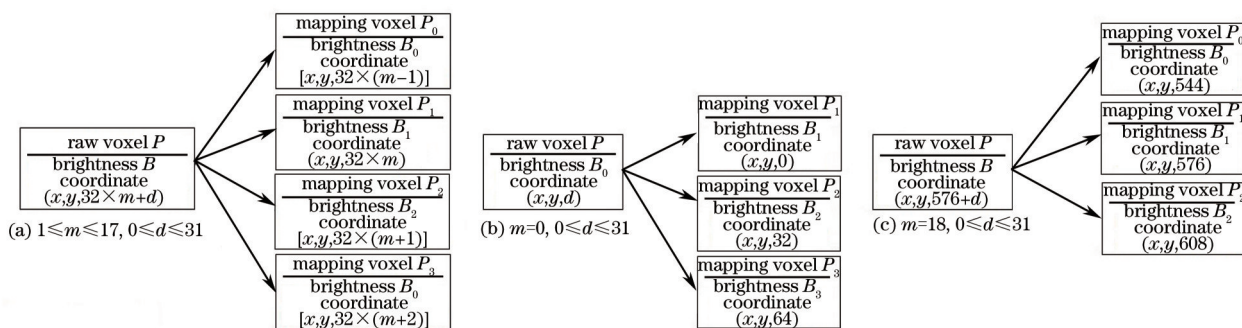 raw voxel P
brightness B
coordinate
(x,y,32×m+d)
(a) 1≤m≤17, 0≤d≤31
mapping voxel P₀
brightness B₀
coordinate
[x,y,32×(m−1)]
mapping voxel P₁
brightness B₁
coordinate
(x,y,32×m)
mapping voxel P₂
brightness B₂
coordinate
[x,y,32×(m+1)]
mapping voxel P₃
brightness B₀
coordinate
[x,y,32×(m+2)]
raw voxel P
brightness B₀
coordinate
(x,y,d)
(b) m=0, 0≤d≤31
mapping voxel P₁
brightness B₁
coordinate
(x,y,0)
mapping voxel P₂
brightness B₂
coordinate
(x,y,32)
mapping voxel P₃
brightness B₃
coordinate
(x,y,64)
raw voxel P
brightness B
coordinate
(x,y,576+d)
(c) m=18, 0≤d≤31
mapping voxel P₀
brightness B₀
coordinate
(x,y,544)
mapping voxel P₁
brightness B₁
coordinate
(x,y,576)
mapping voxel P₂
brightness B₂
coordinate
(x,y,608)